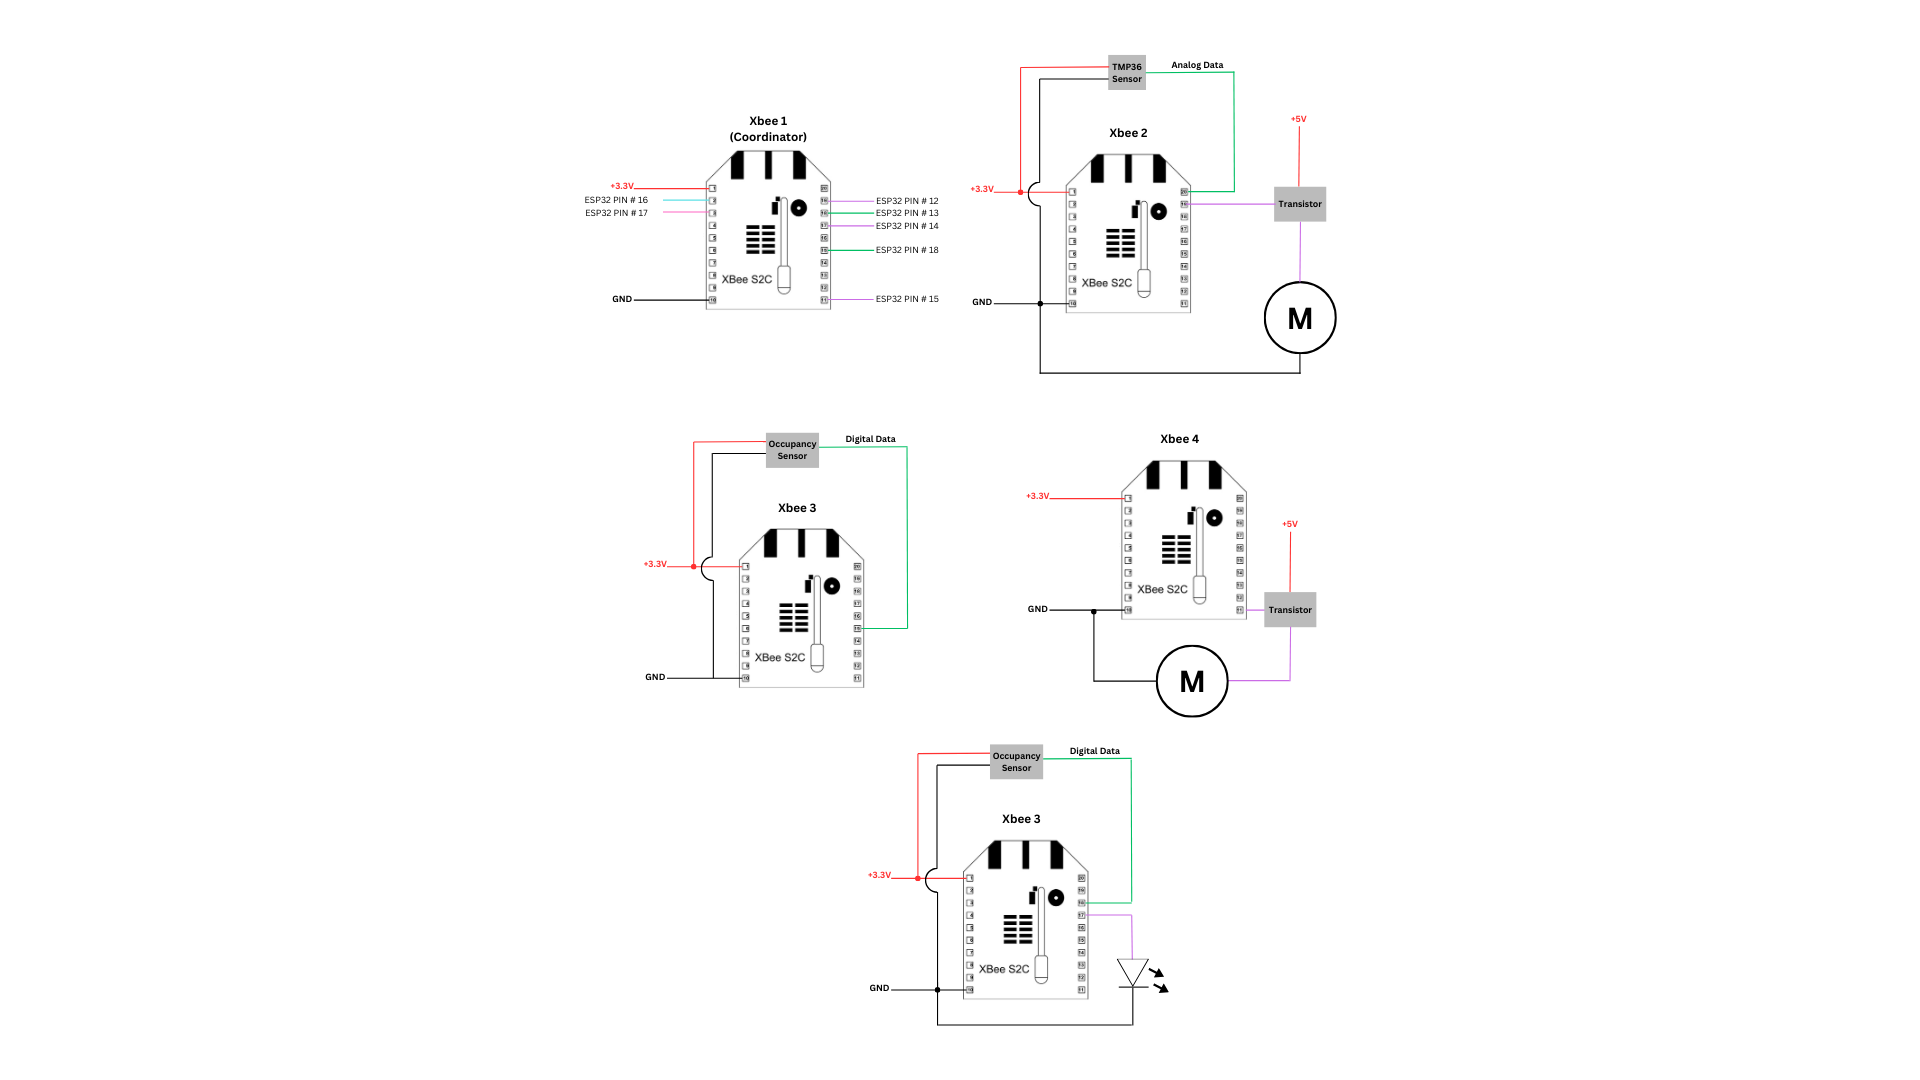 Xbee 1
(Coordinator)
+3.3V
ESP32 PIN # 16
ESP32 PIN # 17
GND
XBee S2C
ESP32 PIN # 12
ESP32 PIN # 13
ESP32 PIN # 14
ESP32 PIN # 18
ESP32 PIN # 15
TMP36
Sensor
Analog Data
Xbee 2
+3.3V
GND
XBee S2C
+5V
Transistor
M
Occupancy
Sensor
Digital Data
Xbee 3
+3.3V
GND
XBee S2C
Xbee 4
+3.3V
GND
XBee S2C
+5V
Transistor
M
Occupancy
Sensor
Digital Data
Xbee 3
+3.3V
GND
XBee S2C